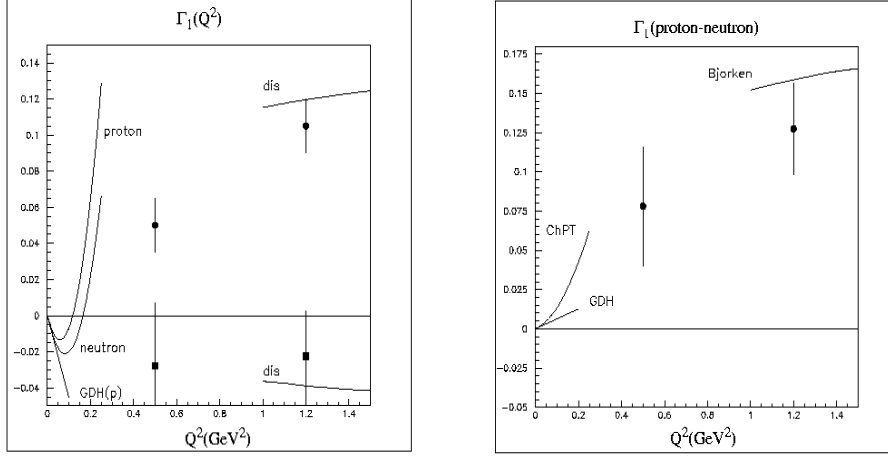 Γ₁(Q²)
0.14
0.12
0.1
0.08
0.06
0.04
0.02
0
−0.02
−0.04
dis
proton
neutron
GDH(p)
dis
0 0.2 0.4 0.6 0.8 1 1.2 1.4
Q²(GeV²)
Γ₁(proton-neutron)
0.175
0.15
0.125
0.1
0.075
0.05
0.025
0
−0.025
−0.05
Bjorken
ChPT
GDH
0 0.2 0.4 0.6 0.8 1 1.2 1.4
Q²(GeV²)